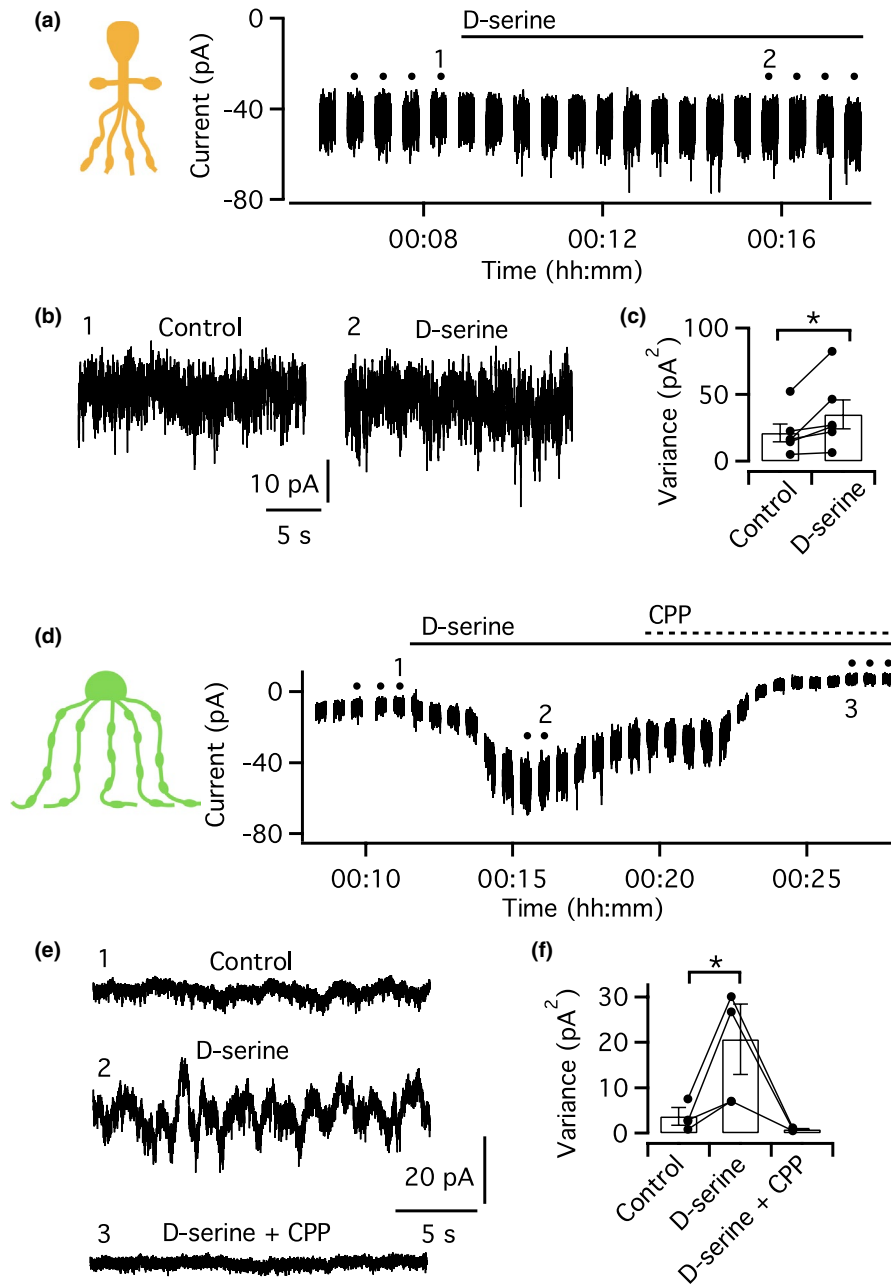 (a)
D-serine
1
2
0
-40
-80
Current (pA)
00:08
00:12
00:16
Time (hh:mm)
(b)
1
Control
2
D-serine
10 pA
5 s
(c)
*
100
50
0
Variance (pA²)
Control
D-serine
(d)
CPP
D-serine
1
2
3
0
-40
-80
Current (pA)
00:10
00:15
00:20
00:25
Time (hh:mm)
(e)
1
Control
2
D-serine
20 pA
5 s
3
D-serine + CPP
(f)
*
30
20
10
0
Variance (pA²)
Control
D-serine
D-serine + CPP